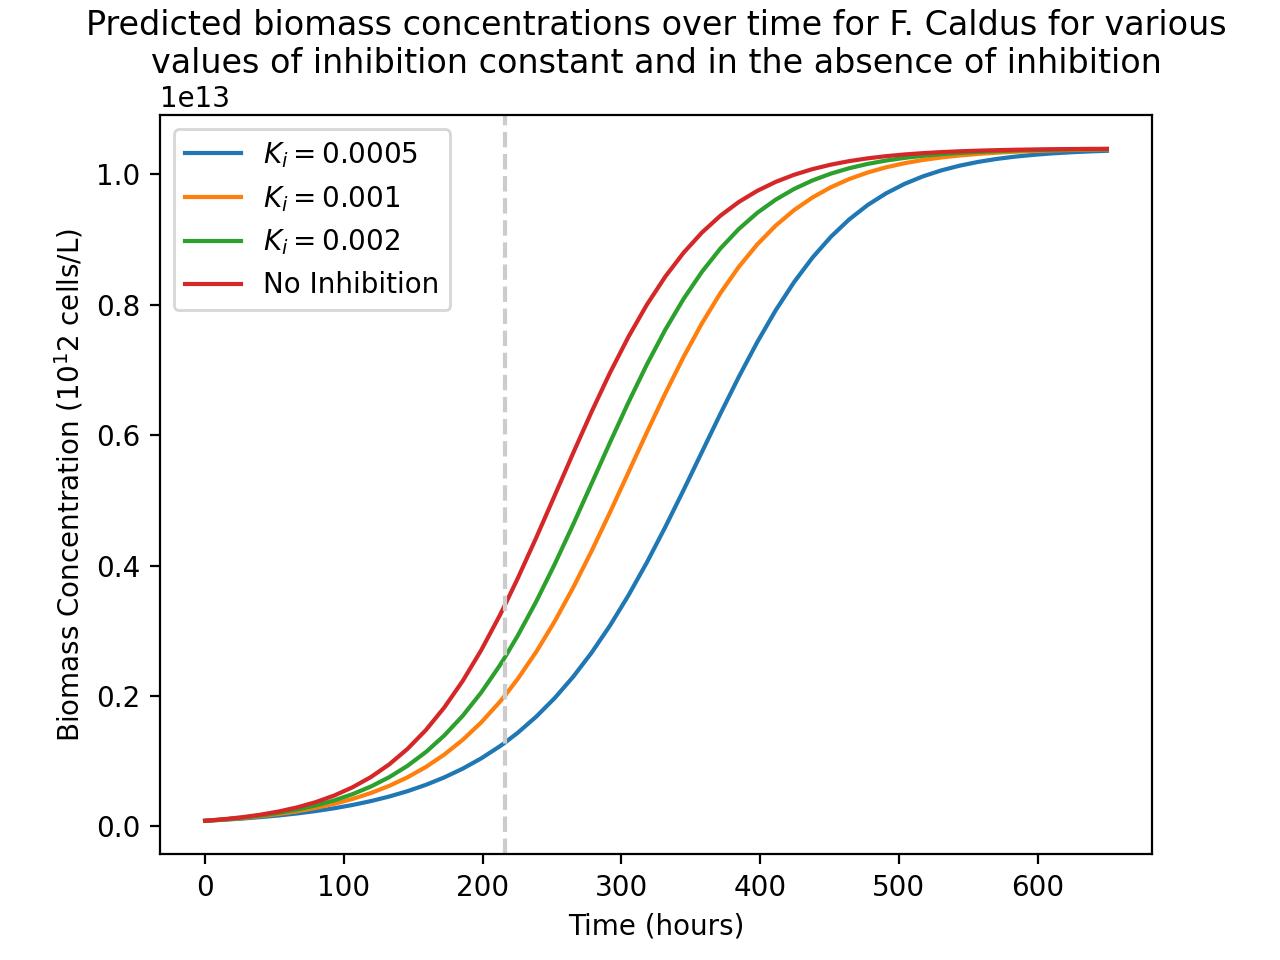 Predicted biomass concentrations over time for F. Caldus for various
values of inhibition constant and in the absence of inhibition
1e13
K_i = 0.0005
K_i = 0.001
K_i = 0.002
No Inhibition
1.0
0.8
0.6
0.4
0.2
0.0
Biomass Concentration (10^12 cells/L)
0 100 200 300 400 500 600
Time (hours)